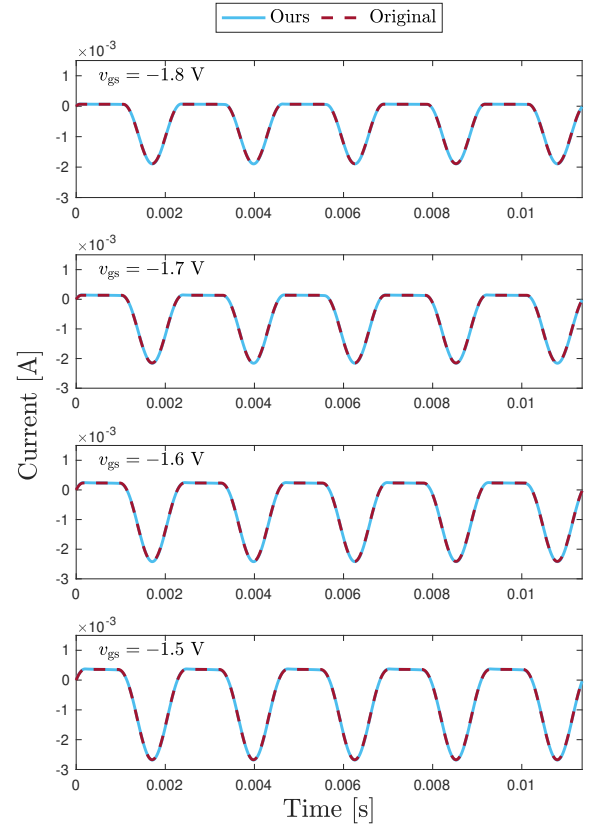 Ours Original
×10⁻³
v_gs = −1.8 V
1
0
-1
-2
-3
0 0.002 0.004 0.006 0.008 0.01
×10⁻³
v_gs = −1.7 V
1
0
-1
-2
-3
0 0.002 0.004 0.006 0.008 0.01
Current [A]
×10⁻³
v_gs = −1.6 V
1
0
-1
-2
-3
0 0.002 0.004 0.006 0.008 0.01
×10⁻³
v_gs = −1.5 V
1
0
-1
-2
-3
0 0.002 0.004 0.006 0.008 0.01
Time [s]